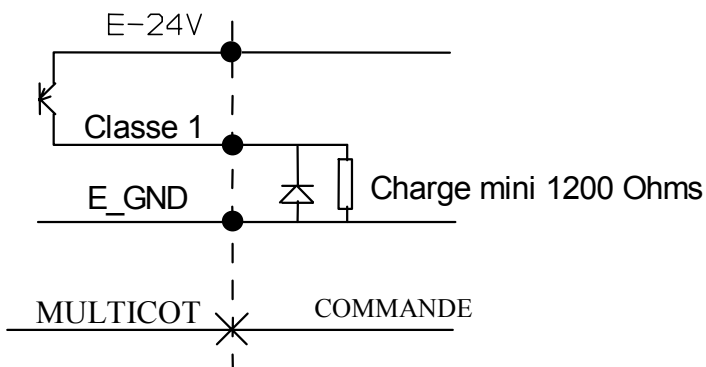 E-24V
Classe 1
E_GND
Charge mini 1200 Ohms
MULTICOT
COMMANDE